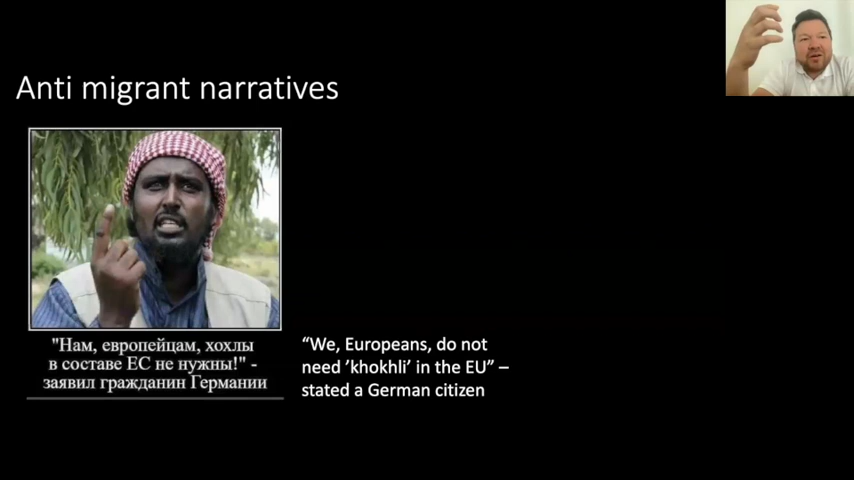 Anti migrant narratives
"Нам, европейцам, хохлы
в составе ЕС не нужны!" -
заявил гражданин Германии
“We, Europeans, do not
need ’khokhli’ in the EU” –
stated a German citizen